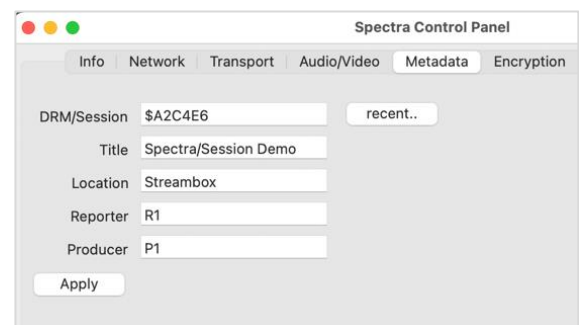 Spectra Control Panel
Info Network Transport Audio/Video Metadata Encryption
DRM/Session $A2C4E6 recent..
Title Spectra/Session Demo
Location Streambox
Reporter R1
Producer P1
Apply